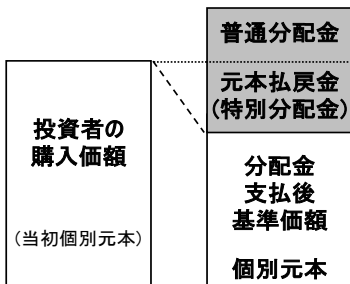 普通分配金
元本払戻金
(特別分配金)
投資者の
購入価額
(当初個別元本)
分配金
支払後
基準価額
個別元本